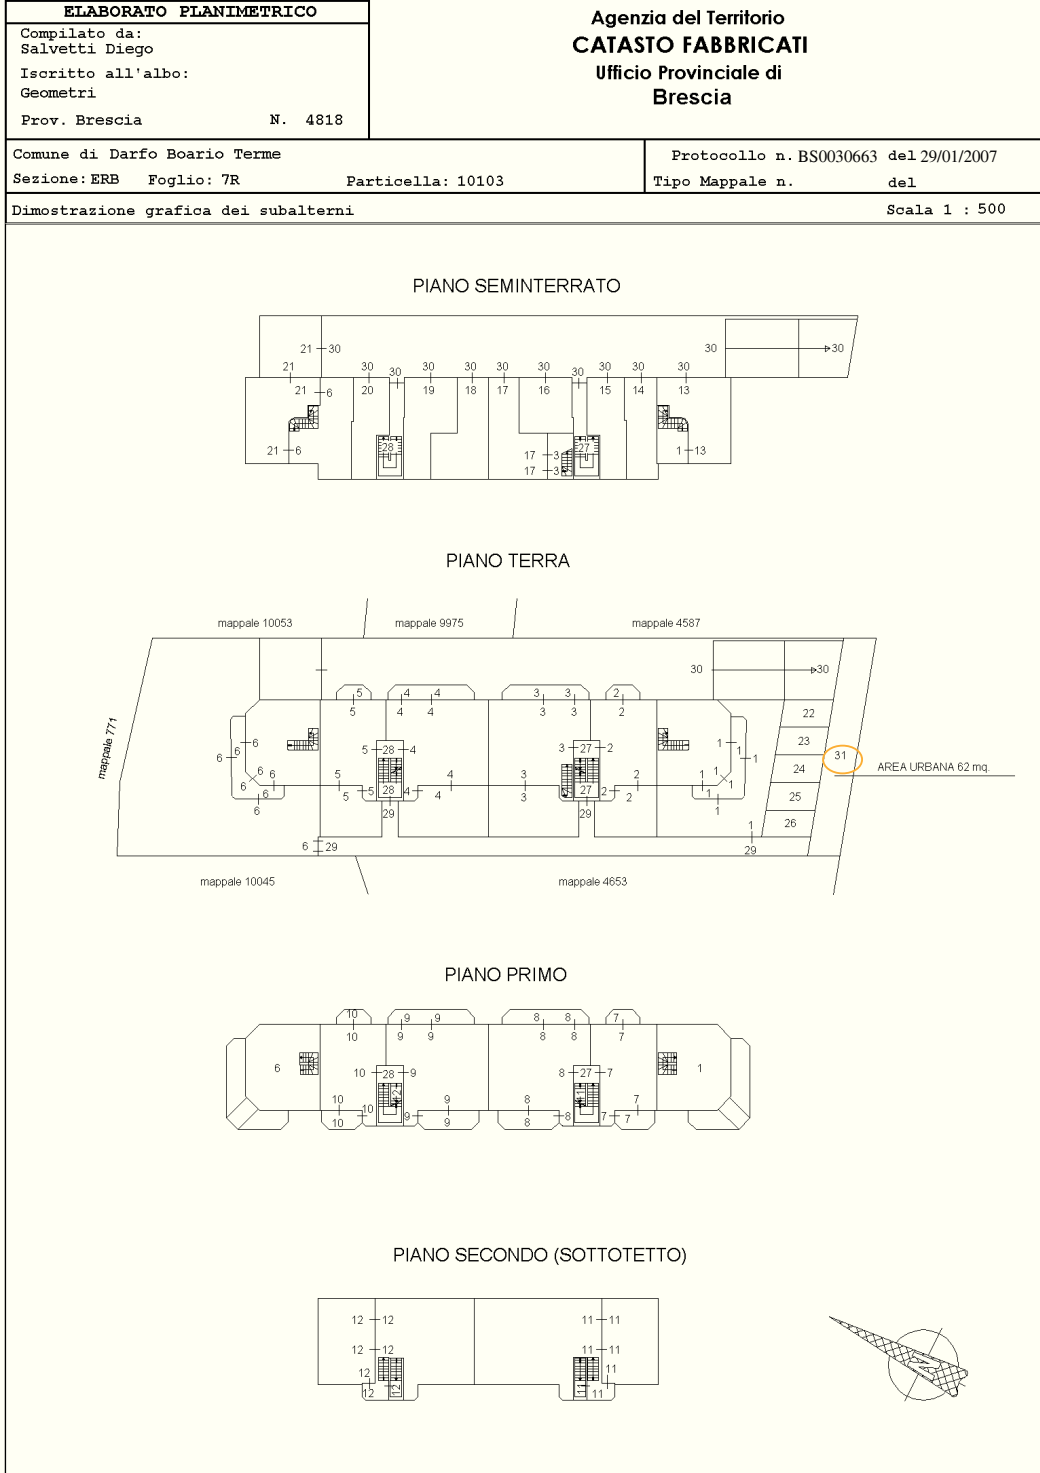 ELABORATO PLANIMETRICO
Compilato da:
Salvetti Diego
Iscritto all'albo:
Geometri
Prov. Brescia N. 4818
Agenzia del Territorio
CATASTO FABBRICATI
Ufficio Provinciale di
Brescia
Comune di Darfo Boario Terme
Sezione: ERB Foglio: 7R Particella: 10103
Protocollo n. BS0030663 del 29/01/2007
Tipo Mappale n. del
Dimostrazione grafica dei subalterni Scala 1 : 500
PIANO SEMINTERRATO
21 30 30 30
21 30 30 30 30 30 30 30 30 30 30
21 6 20 19 18 17 16 15 14 13
28 27
21 6 17 3 1 13
17 3
PIANO TERRA
mappale 10053 mappale 9975 mappale 4587
30 30
5 4 4 3 3 2
5 4 4 3 3 2
22
mappale 771
6 6 5 28 4 3 27 2 1 1 1
23
31
AREA URBANA 62 mq.
24
6 6 6 6 5 4 3 2 1 1
6 5 5 28 4 4 3 27 2 2 1
25
29 29
26
6 29 1
29
mappale 10045 mappale 4653
PIANO PRIMO
10 9 9 8 8 7
10 9 9 8 8 7
6 10 28 9 8 27 7 1
12 11
10 10 9 8 7
10 9 9 8 8 7 7
PIANO SECONDO (SOTTOTETTO)
12 12 11 11
12 12 11 11
12 11
12 12 11 11
N